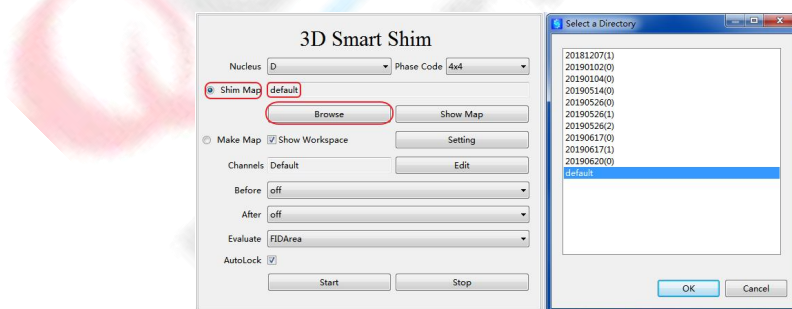 3D Smart Shim
Nucleus D Phase Code 4x4
Shim Map default
Browse Show Map
Make Map Show Workspace Setting
Channels Default Edit
Before off
After off
Evaluate FIDArea
AutoLock
Start Stop
Select a Directory
20181207(1)
20190102(0)
20190104(0)
20190514(0)
20190526(0)
20190526(1)
20190526(2)
20190617(0)
20190617(1)
20190620(0)
default
OK Cancel